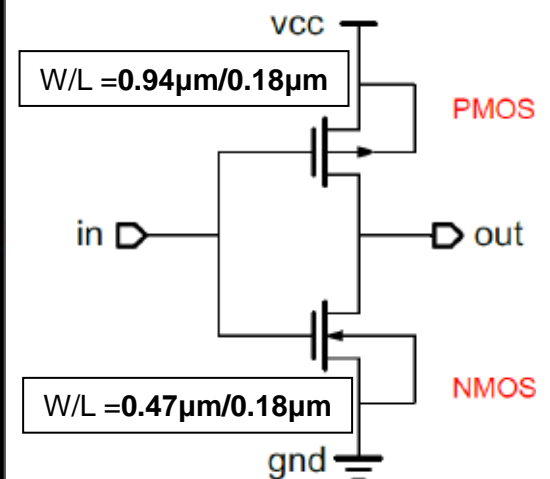 vcc
W/L =0.94µm/0.18µm
PMOS
in
out
W/L =0.47µm/0.18µm
NMOS
gnd